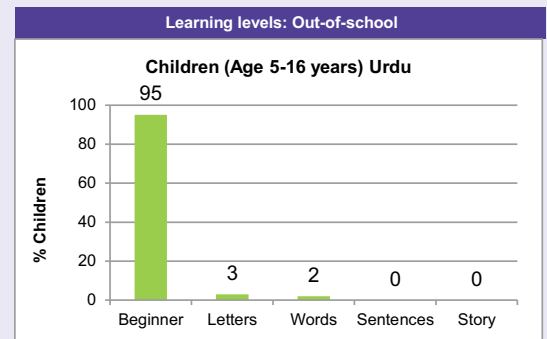 Learning levels: Out-of-school
Children (Age 5-16 years) Urdu
% Children
100
80
60
40
20
0
95
3
2
0
0
Beginner
Letters
Words
Sentences
Story